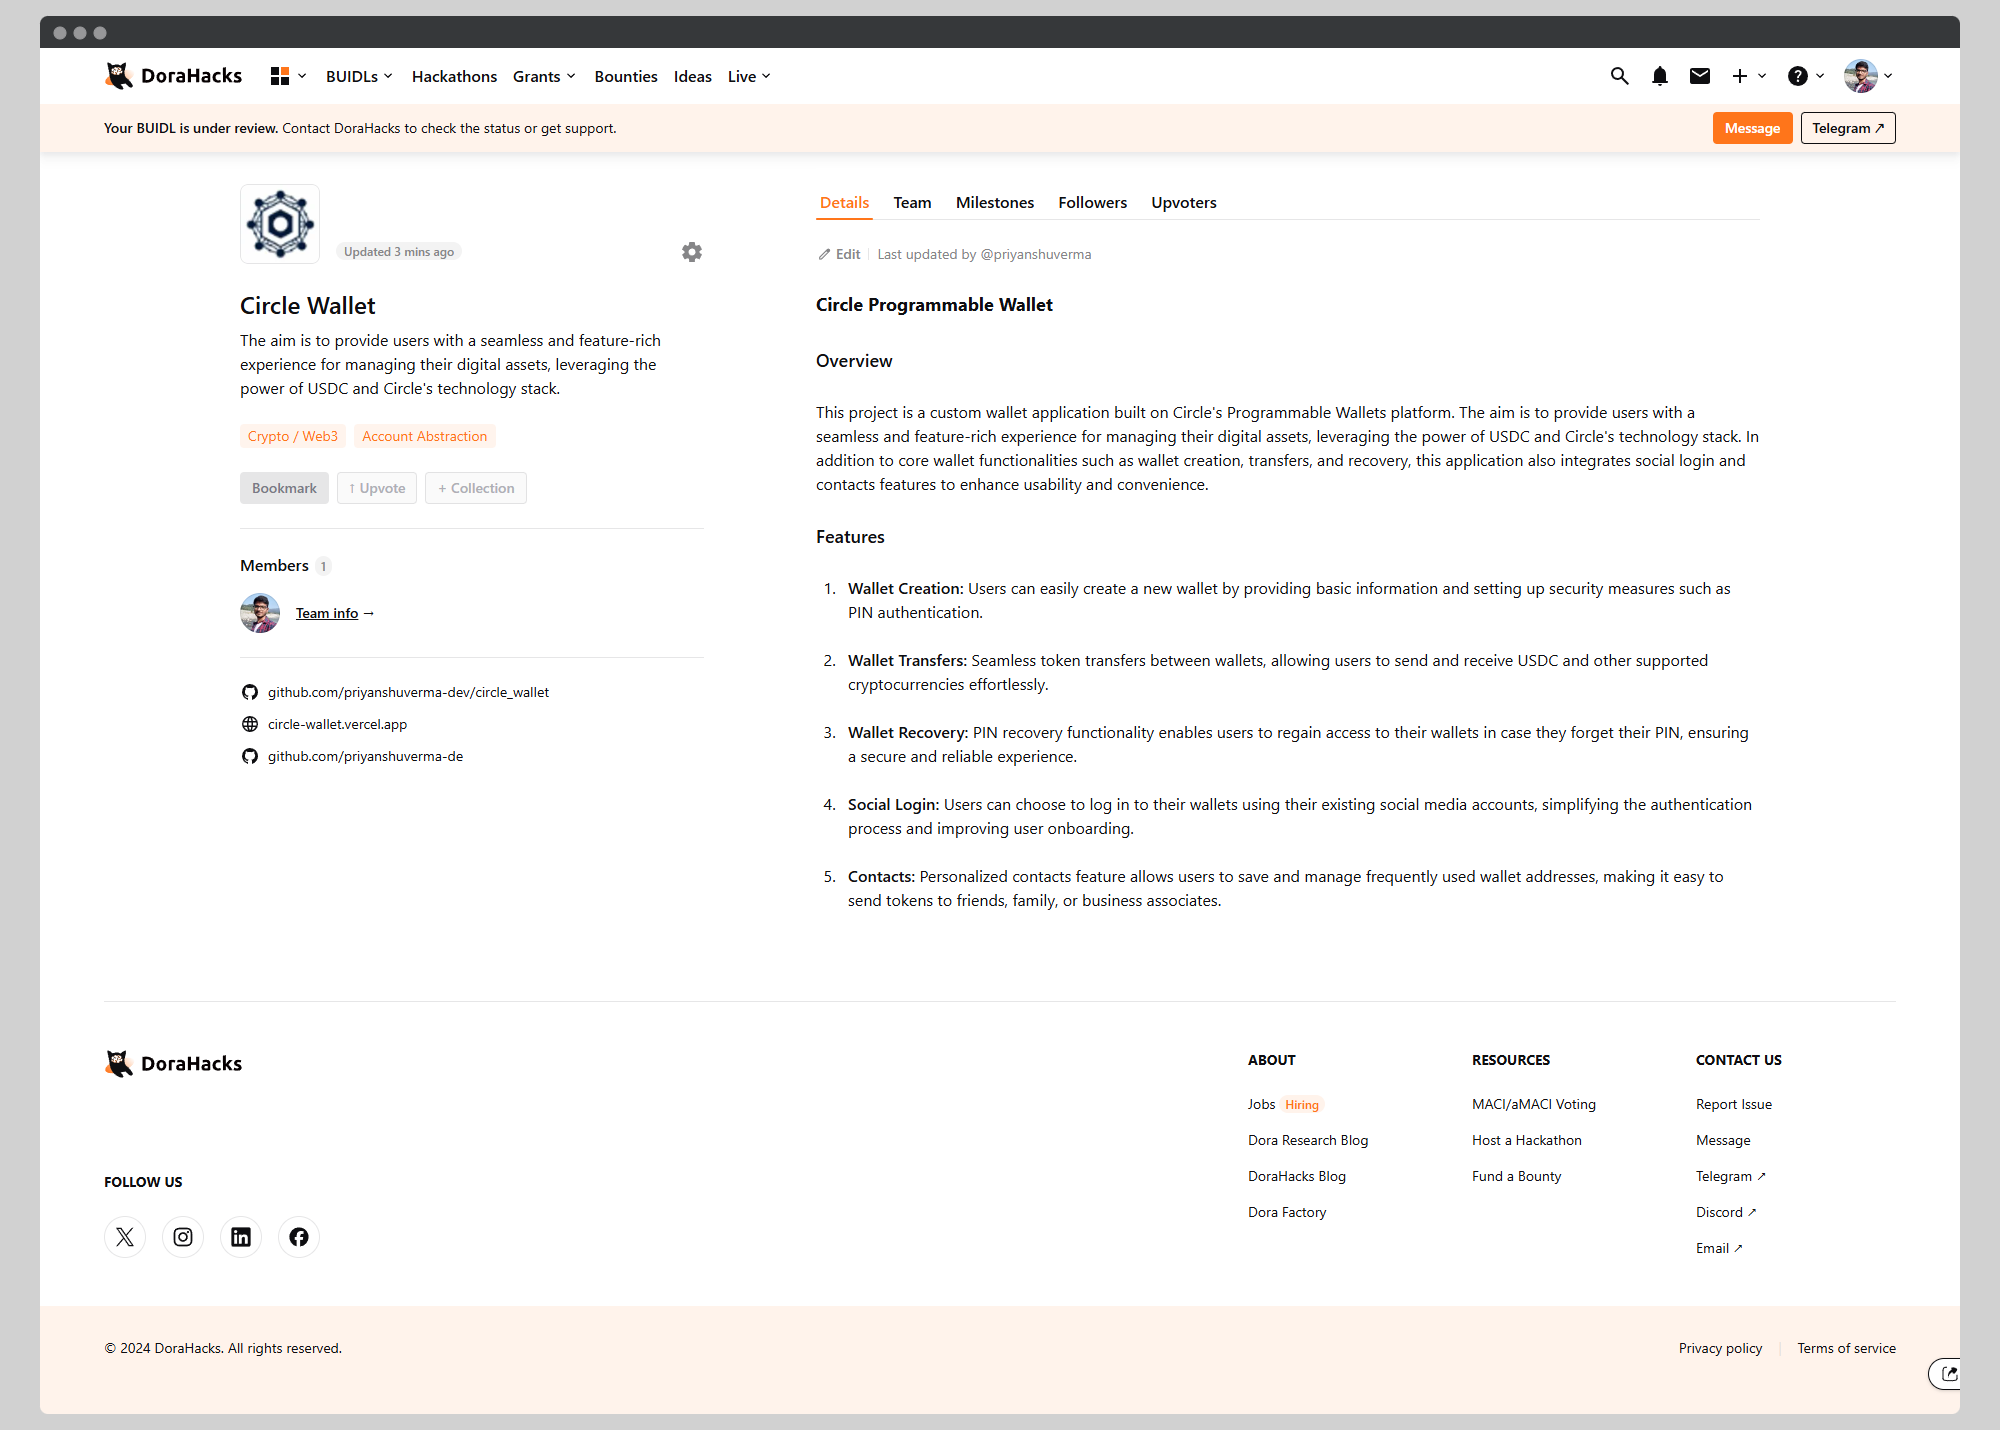 DoraHacks
BUIDLs
Hackathons
Grants
Bounties
Ideas
Live
Your BUIDL is under review. Contact DoraHacks to check the status or get support.
Message
Telegram ↗
Updated 3 mins ago
Circle Wallet
The aim is to provide users with a seamless and feature-rich
experience for managing their digital assets, leveraging the
power of USDC and Circle's technology stack.
Crypto / Web3
Account Abstraction
Bookmark
↑ Upvote
+ Collection
Members 1
Team info →
github.com/priyanshuverma-dev/circle_wallet
circle-wallet.vercel.app
github.com/priyanshuverma-de
Details
Team
Milestones
Followers
Upvoters
Edit
Last updated by @priyanshuverma
Circle Programmable Wallet
Overview
This project is a custom wallet application built on Circle's Programmable Wallets platform. The aim is to provide users with a
seamless and feature-rich experience for managing their digital assets, leveraging the power of USDC and Circle's technology stack. In
addition to core wallet functionalities such as wallet creation, transfers, and recovery, this application also integrates social login and
contacts features to enhance usability and convenience.
Features
1. Wallet Creation: Users can easily create a new wallet by providing basic information and setting up security measures such as
PIN authentication.
2. Wallet Transfers: Seamless token transfers between wallets, allowing users to send and receive USDC and other supported
cryptocurrencies effortlessly.
3. Wallet Recovery: PIN recovery functionality enables users to regain access to their wallets in case they forget their PIN, ensuring
a secure and reliable experience.
4. Social Login: Users can choose to log in to their wallets using their existing social media accounts, simplifying the authentication
process and improving user onboarding.
5. Contacts: Personalized contacts feature allows users to save and manage frequently used wallet addresses, making it easy to
send tokens to friends, family, or business associates.
DoraHacks
FOLLOW US
ABOUT
Jobs Hiring
Dora Research Blog
DoraHacks Blog
Dora Factory
RESOURCES
MACI/aMACI Voting
Host a Hackathon
Fund a Bounty
CONTACT US
Report Issue
Message
Telegram ↗
Discord ↗
Email ↗
© 2024 DoraHacks. All rights reserved.
Privacy policy
Terms of service